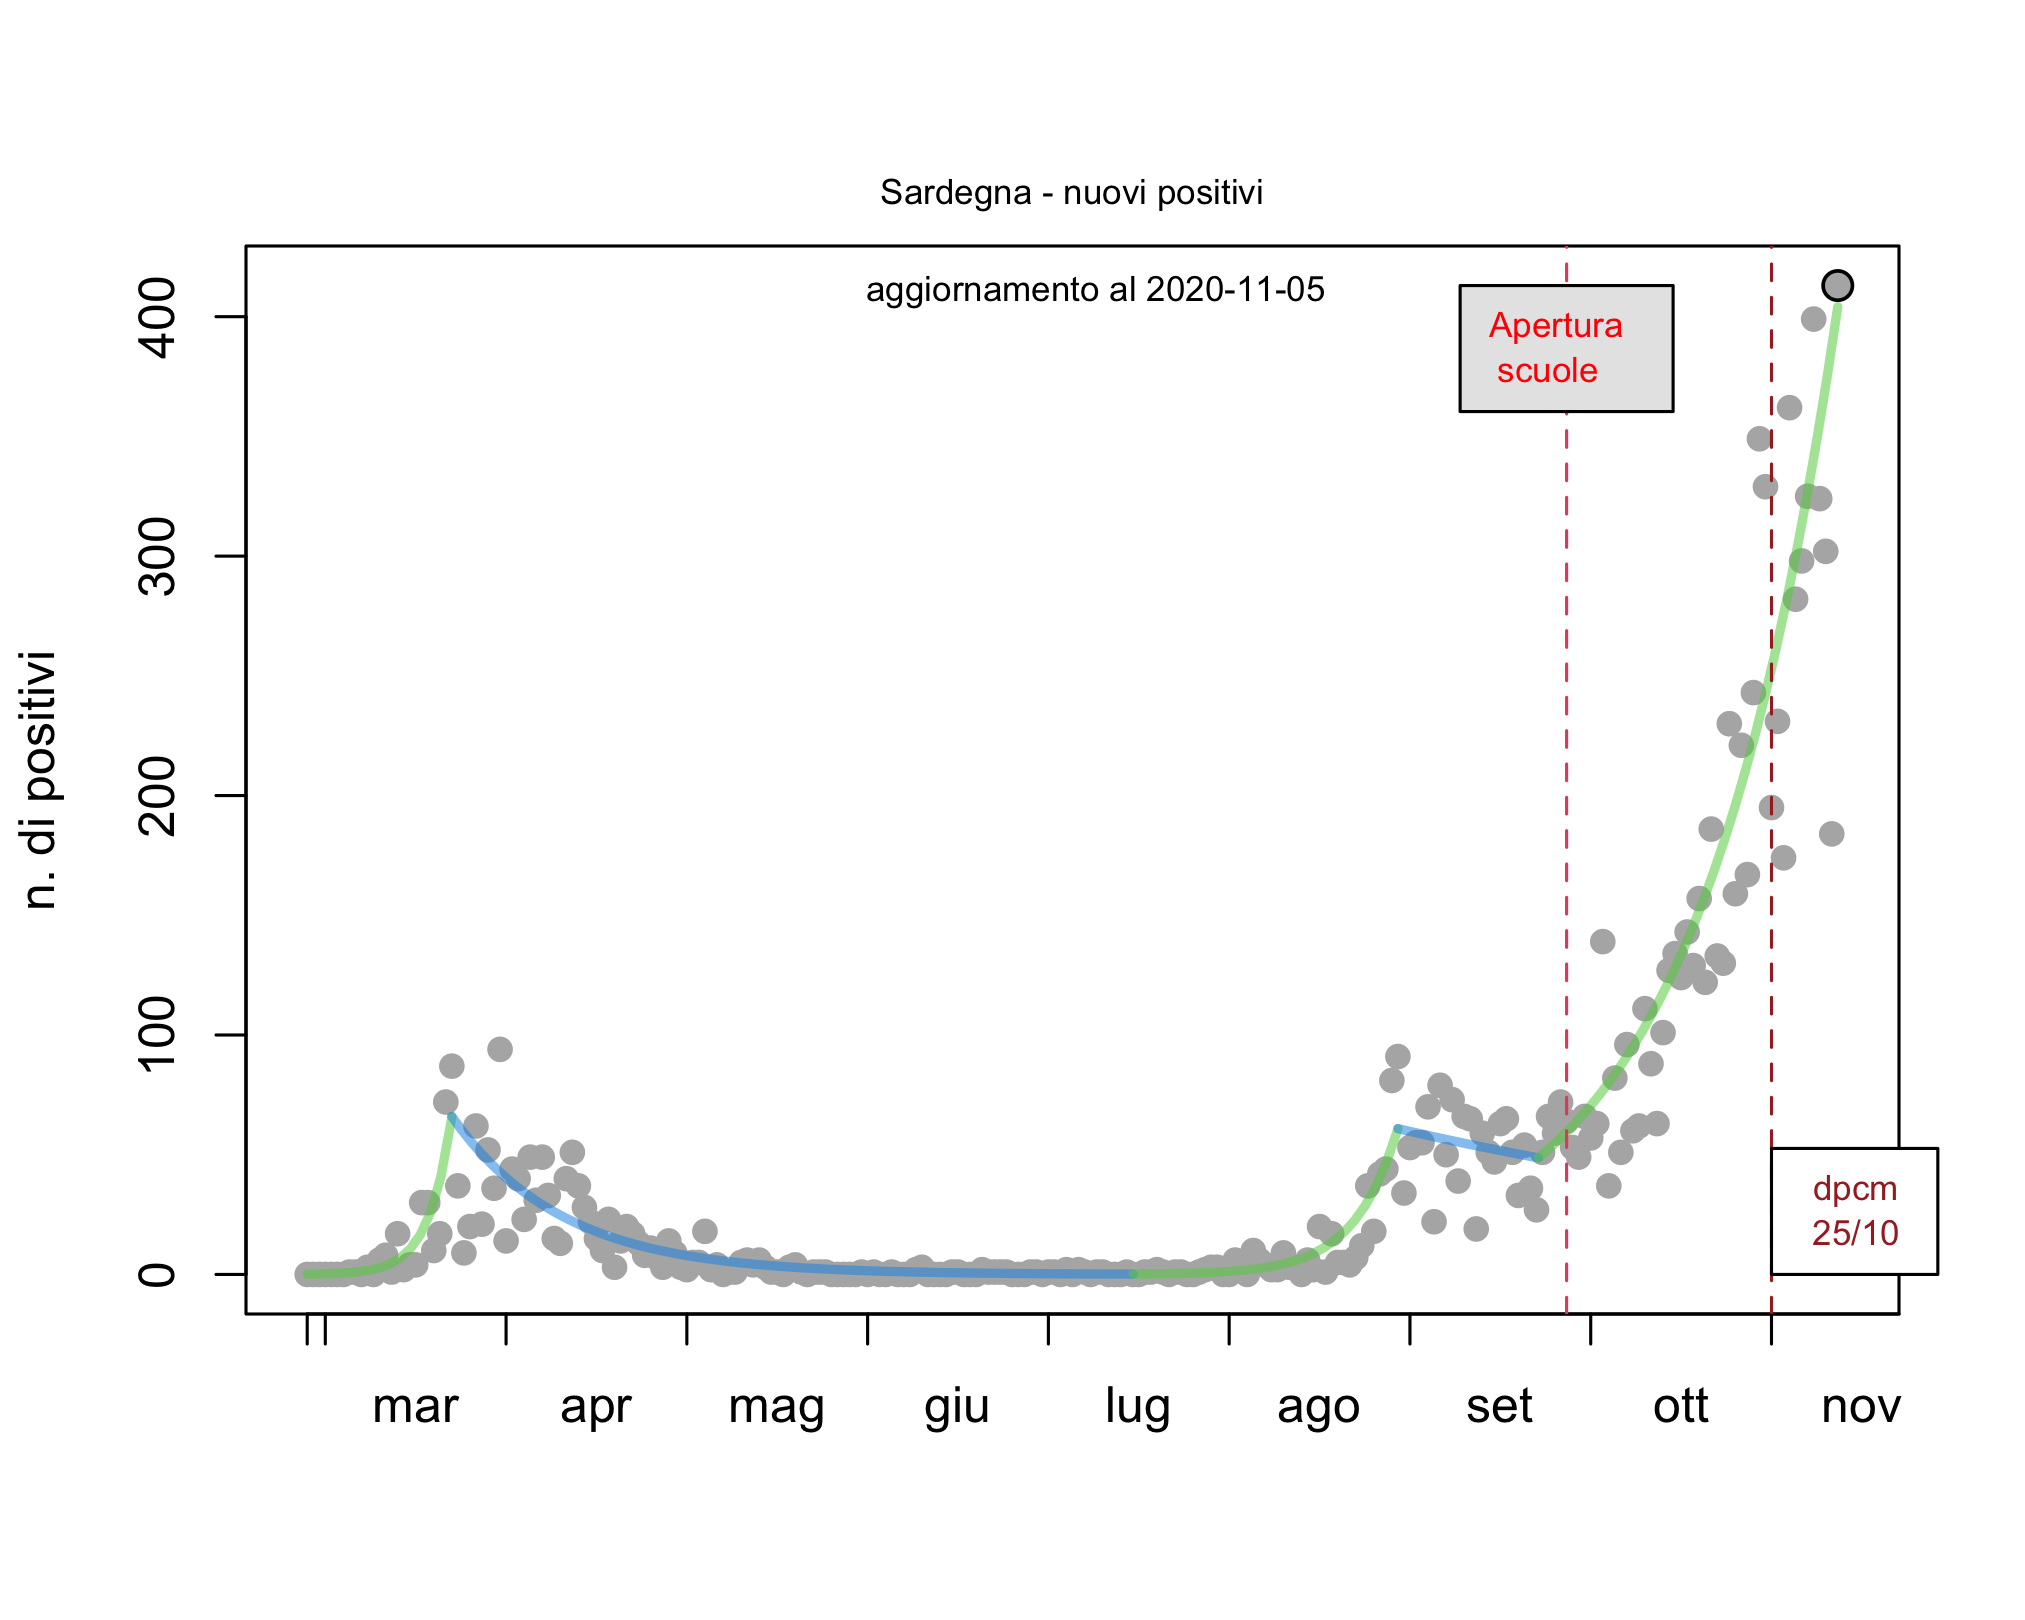 Sardegna - nuovi positivi
aggiornamento al 2020-11-05
Apertura
scuole
dpcm
25/10
n. di positivi
400
300
200
100
0
mar apr mag giu lug ago set ott nov